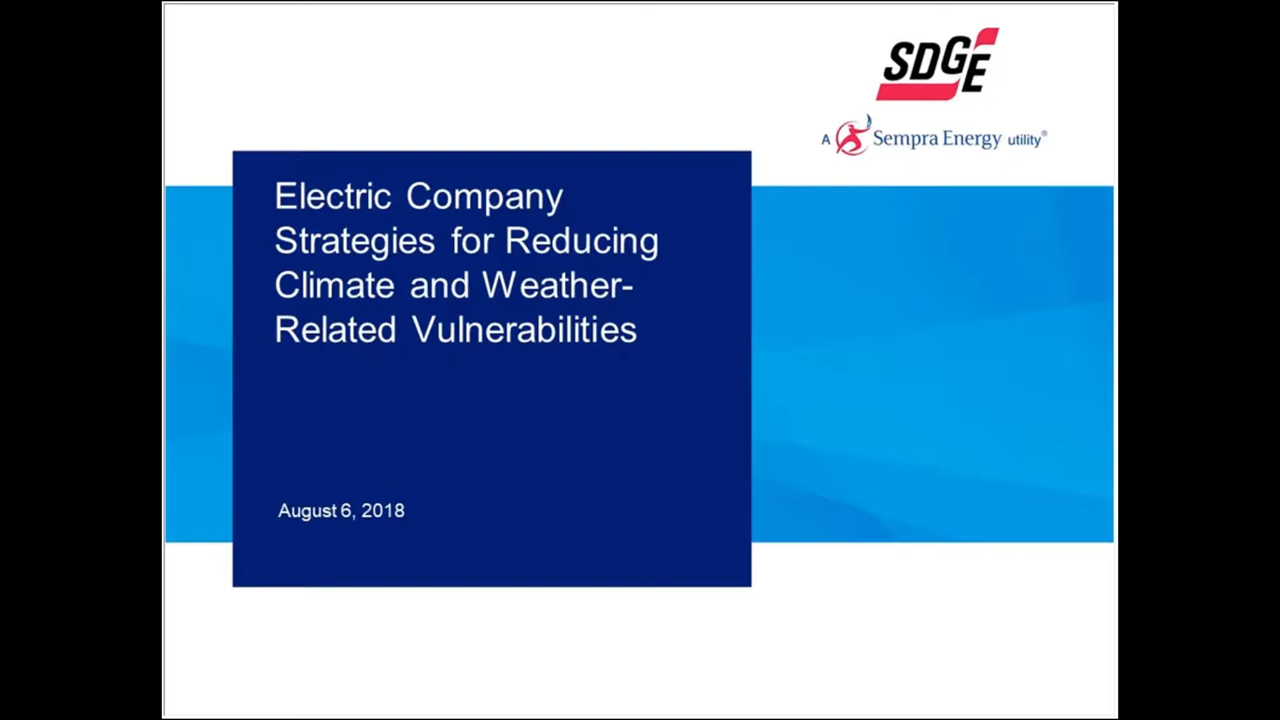 SDGE
A Sempra Energy utility®
Electric Company
Strategies for Reducing
Climate and Weather-
Related Vulnerabilities
August 6, 2018